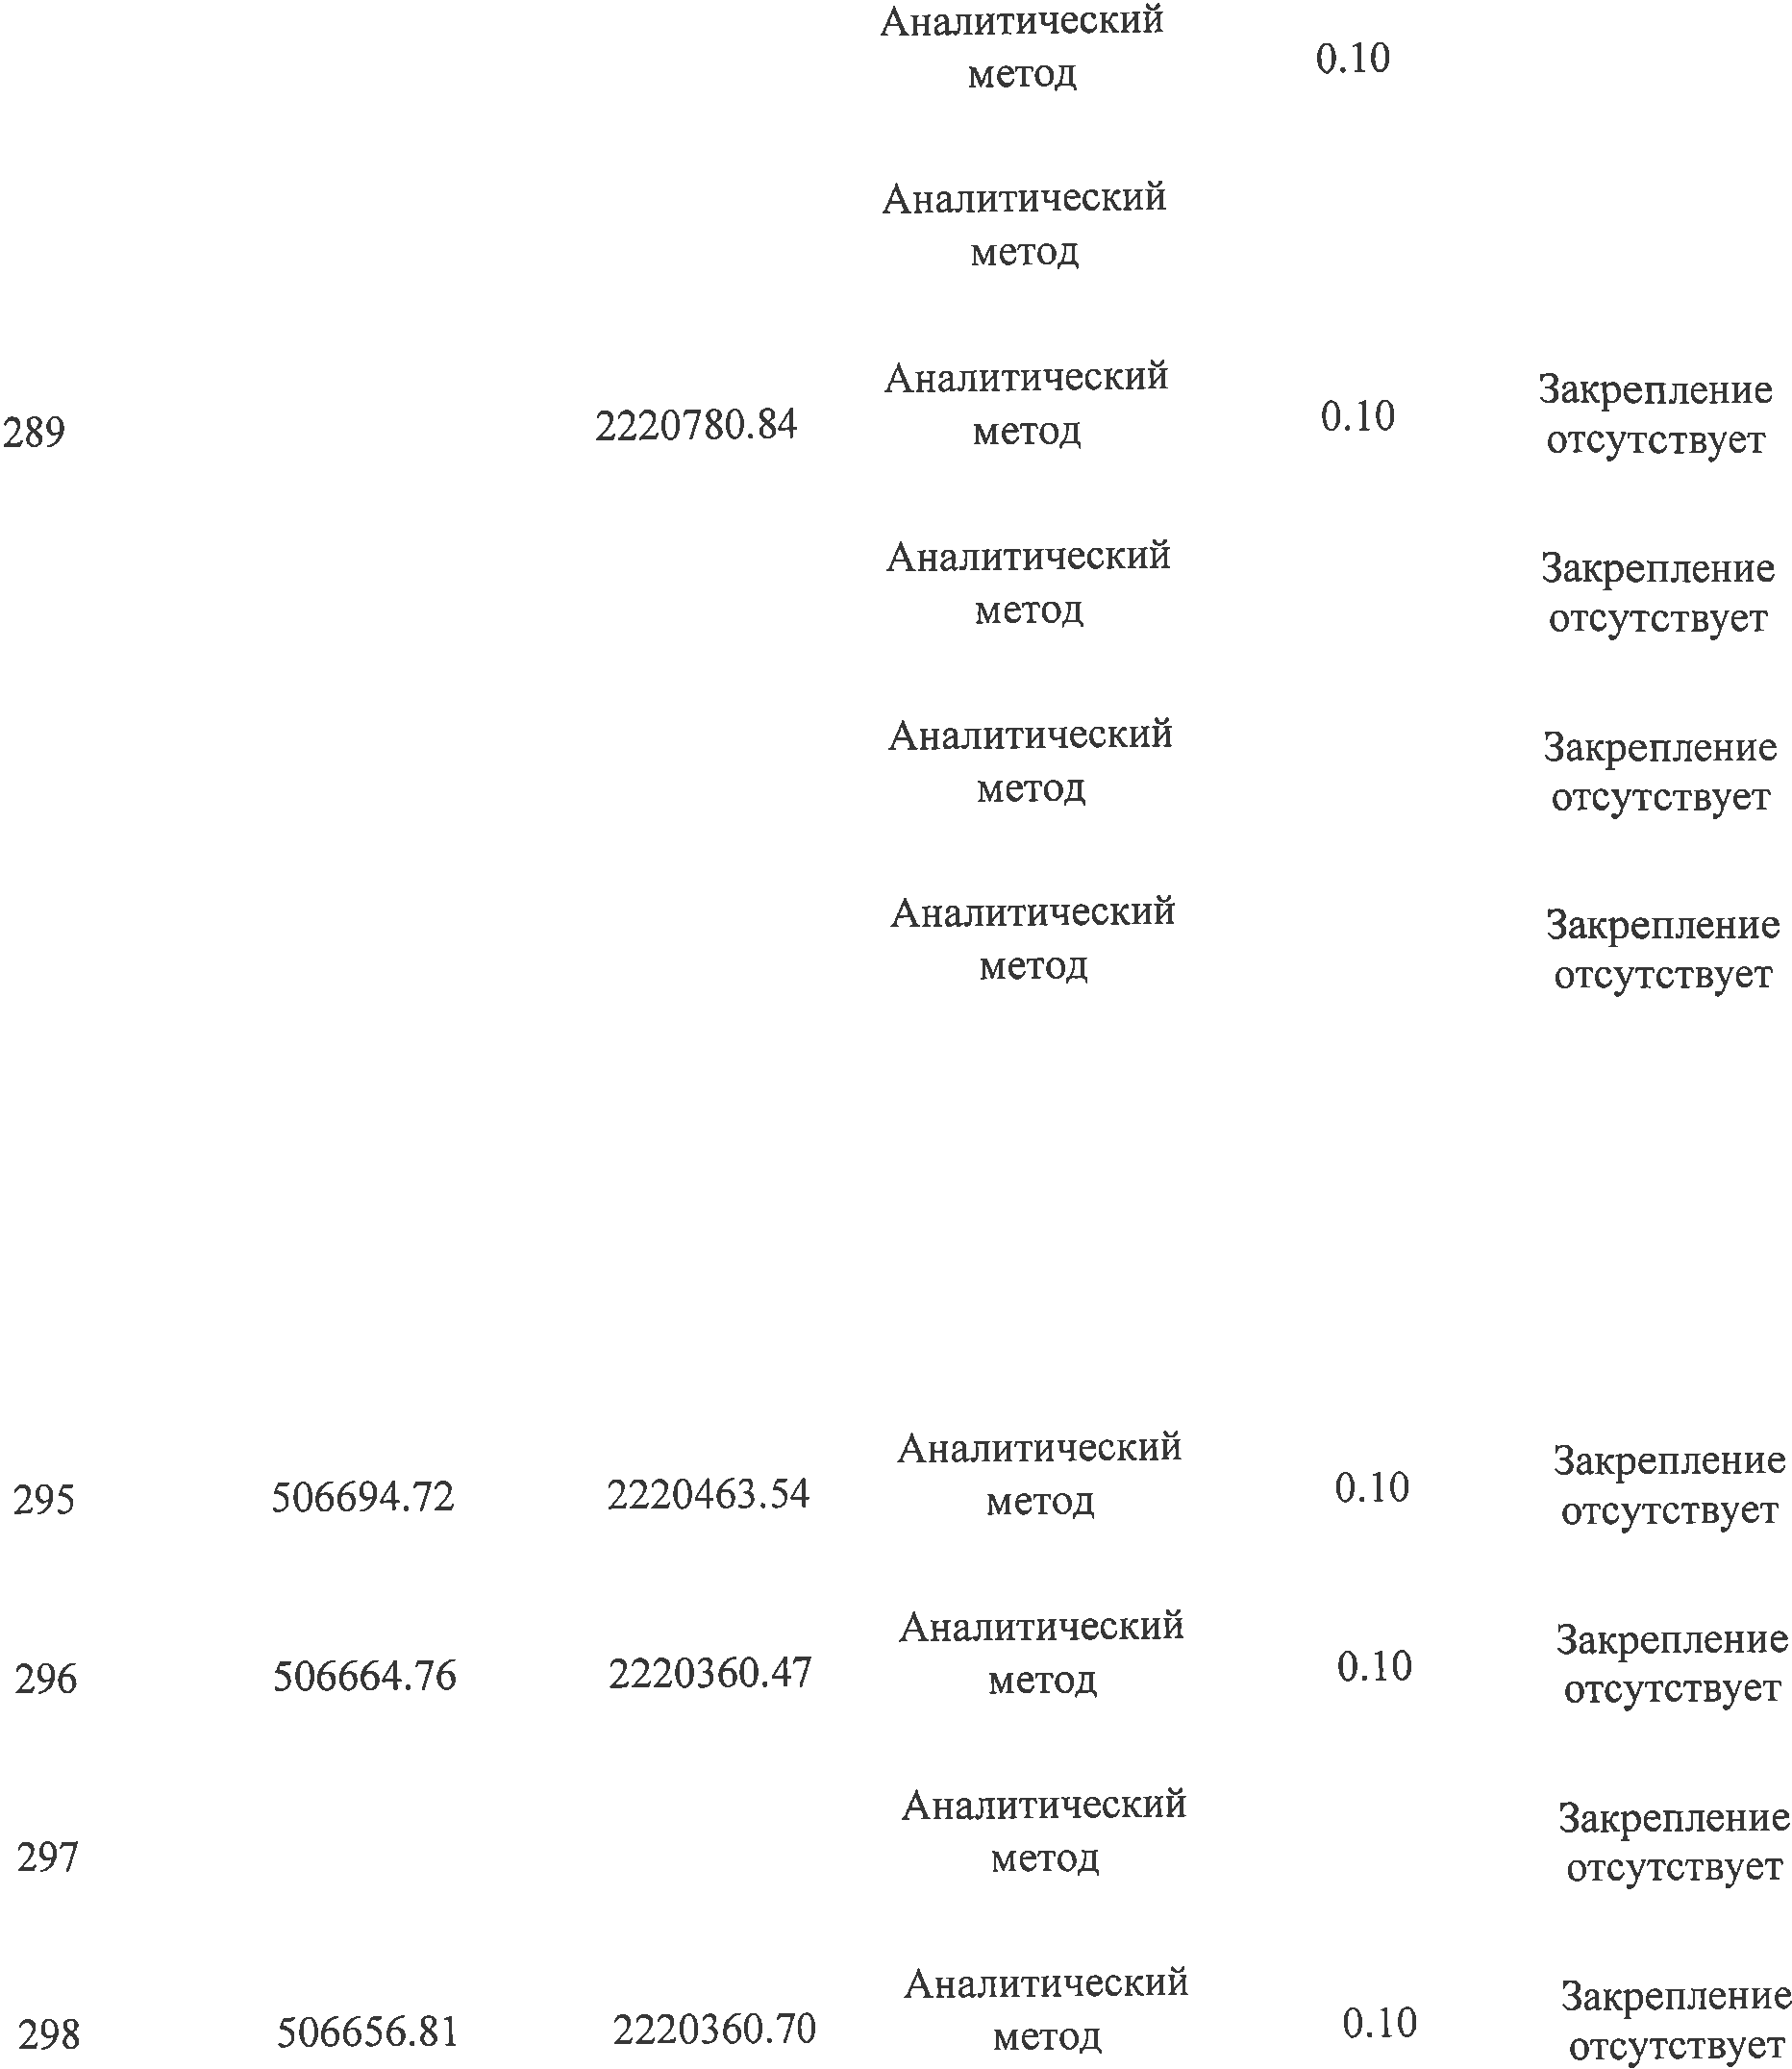 Аналитический
метод 0.10
Аналитический
метод
289 2220780.84 Аналитический 0.10 Закрепление
метод отсутствует
Аналитический Закрепление
метод отсутствует
Аналитический Закрепление
метод отсутствует
Аналитический Закрепление
метод отсутствует
295 506694.72 2220463.54 Аналитический 0.10 Закрепление
метод отсутствует
296 506664.76 2220360.47 Аналитический 0.10 Закрепление
метод отсутствует
297 Аналитический Закрепление
метод отсутствует
298 506656.81 2220360.70 Аналитический 0.10 Закрепление
метод отсутствует